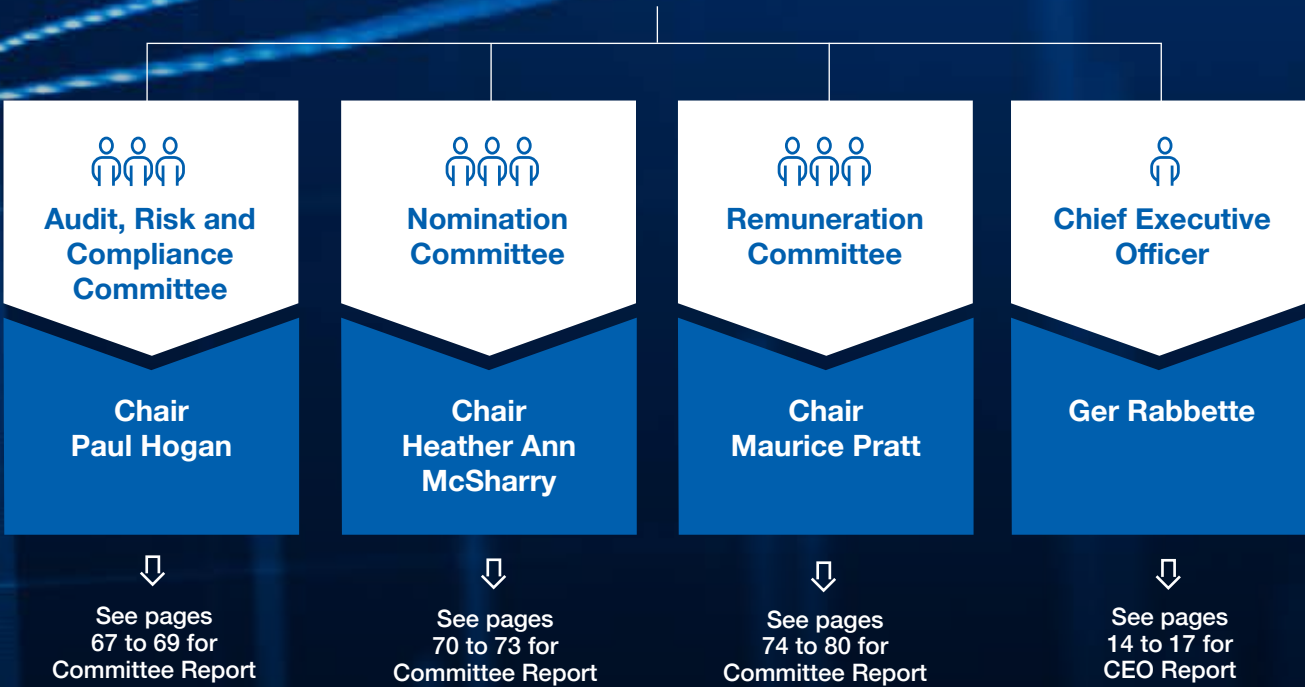 Audit, Risk and
Compliance
Committee
Chair
Paul Hogan
See pages
67 to 69 for
Committee Report
Nomination
Committee
Chair
Heather Ann
McSharry
See pages
70 to 73 for
Committee Report
Remuneration
Committee
Chair
Maurice Pratt
See pages
74 to 80 for
Committee Report
Chief Executive
Officer
Ger Rabbette
See pages
14 to 17 for
CEO Report